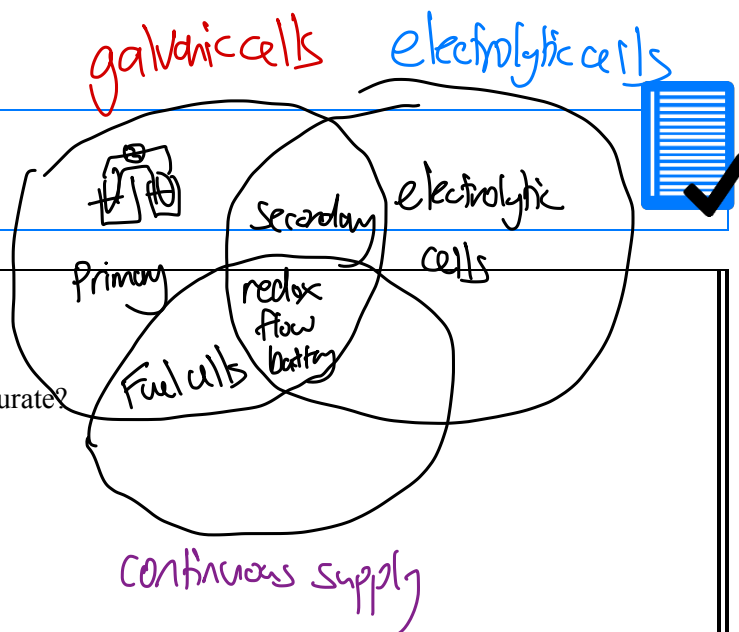 galvanic cells
electrolytic cells
secondary
electrolytic
cells
Primary
redox
flow
battery
Fuel cells
urate?
continuous supply